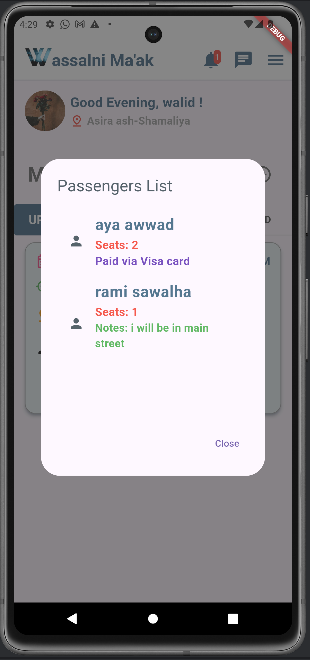 4:29
DEBUG
Wassalni Ma'ak
1
Good Evening, walid !
Asira ash-Shamaliya
M
Passengers List
UP
D
aya awwad
Seats: 2
M
Paid via Visa card
rami sawalha
Seats: 1
Notes: i will be in main
street
Close